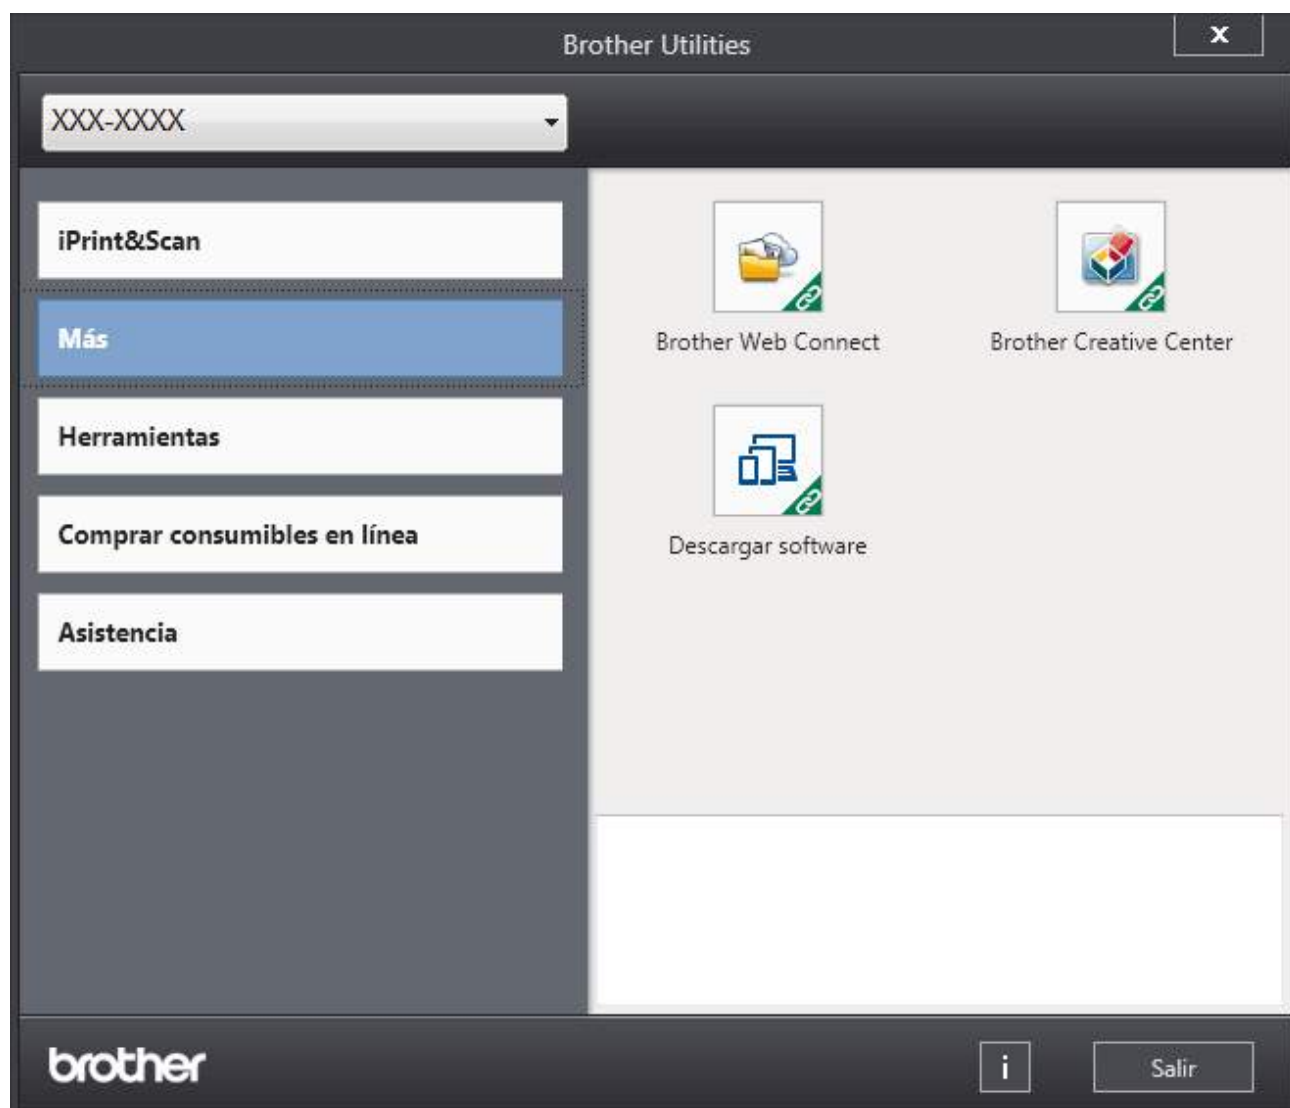 Brother Utilities
x
XXX-XXXX
iPrint&Scan
Más
Herramientas
Comprar consumibles en línea
Asistencia
Brother Web Connect
Brother Creative Center
Descargar software
brother
i
Salir